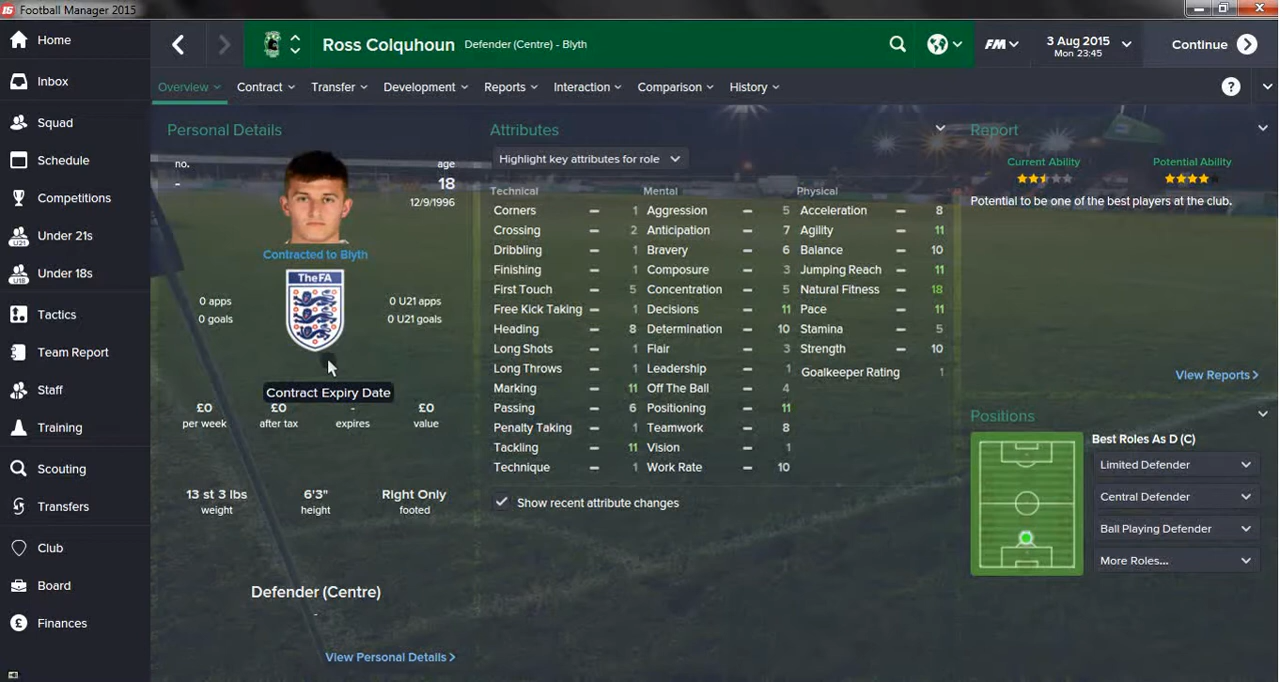 Football Manager 2015
Home
Inbox
Squad
Schedule
Competitions
Under 21s
Under 18s
Tactics
Team Report
Staff
Training
Scouting
Transfers
Club
Board
Finances
Ross Colquhoun Defender (Centre) - Blyth
FM
3 Aug 2015
Mon 23:45
Continue
Overview Contract Transfer Development Reports Interaction Comparison History
?
Personal Details
no.
-
age
18
12/9/1996
Contracted to Blyth
The FA
0 apps
0 goals
0 U21 apps
0 U21 goals
Contract Expiry Date
£0
per week
£0
after tax
-
expires
£0
value
13 st 3 lbs
weight
6'3"
height
Right Only
footed
Defender (Centre)
-
View Personal Details >
Attributes
Highlight key attributes for role
Technical Mental Physical
Corners – 1 Aggression – 5 Acceleration – 8
Crossing – 2 Anticipation – 7 Agility – 11
Dribbling – 1 Bravery – 6 Balance – 10
Finishing – 1 Composure – 3 Jumping Reach – 11
First Touch – 5 Concentration – 5 Natural Fitness – 18
Free Kick Taking – 1 Decisions – 11 Pace – 11
Heading – 8 Determination – 10 Stamina – 5
Long Shots – 1 Flair – 3 Strength – 10
Long Throws – 1 Leadership – 1 Goalkeeper Rating 1
Marking – 11 Off The Ball – 4
Passing – 6 Positioning – 11
Penalty Taking – 1 Teamwork – 8
Tackling – 11 Vision – 1
Technique – 1 Work Rate – 10
Show recent attribute changes
Report
Current Ability
Potential Ability
Potential to be one of the best players at the club.
View Reports >
Positions
Best Roles As D (C)
Limited Defender
Central Defender
Ball Playing Defender
More Roles...